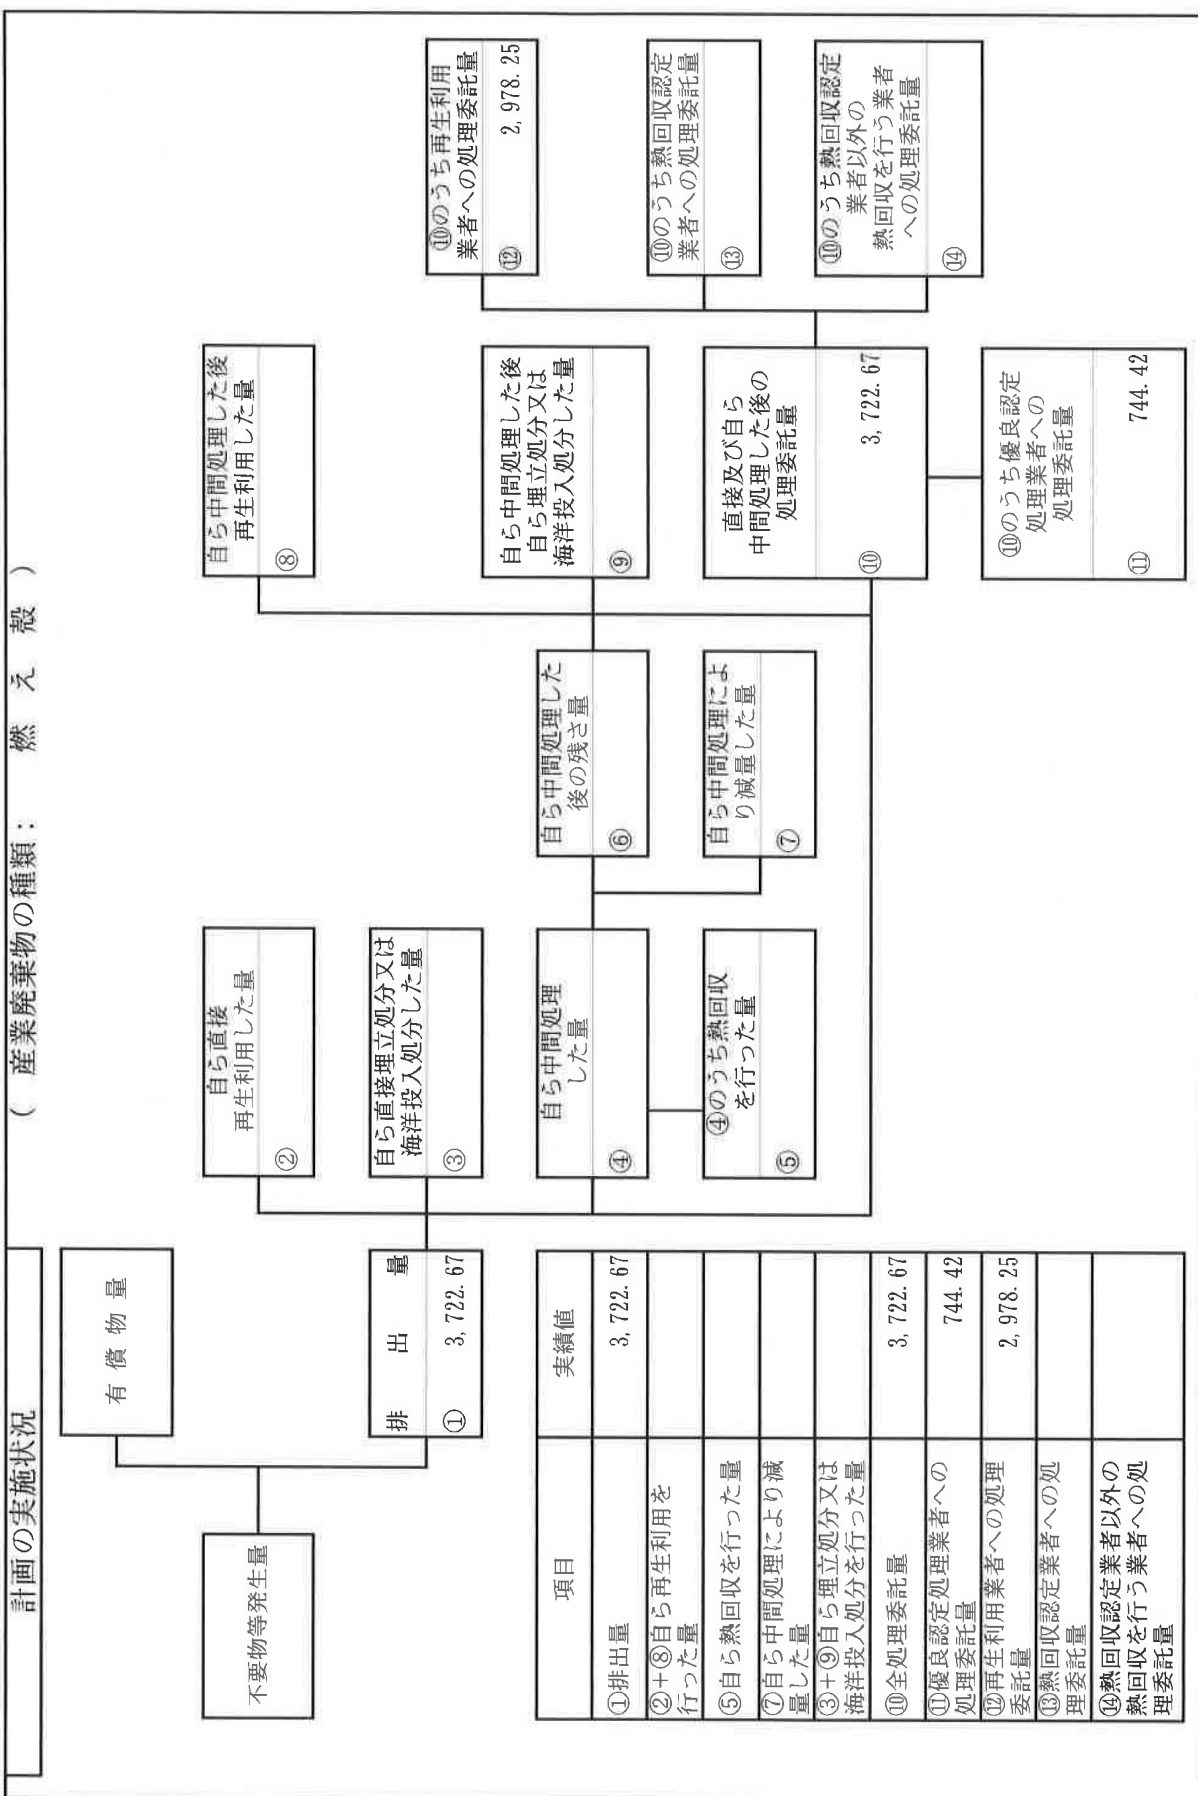 計画の実施状況
（ 産業廃棄物の種類： 燃 え 殻 ）
不要物等発生量
有 償 物 量
排 出 量
① 3,722.67
自ら直接
再生利用した量
②
自ら直接埋立処分又は
海洋投入処分した量
③
自ら中間処理
した量
④
④のうち熱回収
を行った量
⑤
自ら中間処理した
後の残さ量
⑥
自ら中間処理によ
り減量した量
⑦
自ら中間処理した後
再生利用した量
⑧
自ら中間処理した後
自ら埋立処分又は
海洋投入処分した量
⑨
直接及び自ら
中間処理した後の
処理委託量
⑩ 3,722.67
⑩のうち優良認定
処理業者への
処理委託量
⑪ 744.42
⑩のうち再生利用
業者への処理委託量
⑫ 2,978.25
⑩のうち熱回収認定
業者への処理委託量
⑬
⑩のうち熱回収認定
業者以外の
熱回収を行う業者
への処理委託量
⑭
項目 実績値
①排出量 3,722.67
②+⑧自ら再生利用を
行った量
⑤自ら熱回収を行った量
⑦自ら中間処理により減
量した量
③+⑨自ら埋立処分又は
海洋投入処分を行った量
⑩全処理委託量 3,722.67
⑪優良認定処理業者への
処理委託量 744.42
⑫再生利用業者への処理
委託量 2,978.25
⑬熱回収認定業者への処
理委託量
⑭熱回収認定業者以外の
熱回収を行う業者への処
理委託量